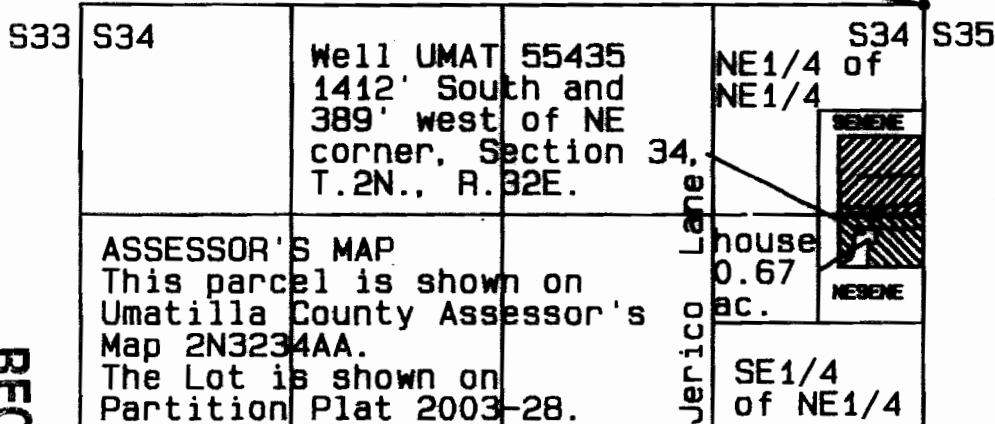 S33 S34
S34 S35
Well UMAT 55435
1412' South and
389' west of NE
corner, Section 34,
T.2N., R.32E.
NE1/4 of
NE1/4
SENENE
Jerico Lane
house
0.67
ac.
NESENE
ASSESSOR'S MAP
This parcel is shown on
Umatilla County Assessor's
Map 2N3234AA.
The Lot is shown on
Partition Plat 2003-28.
SE1/4
of NE1/4